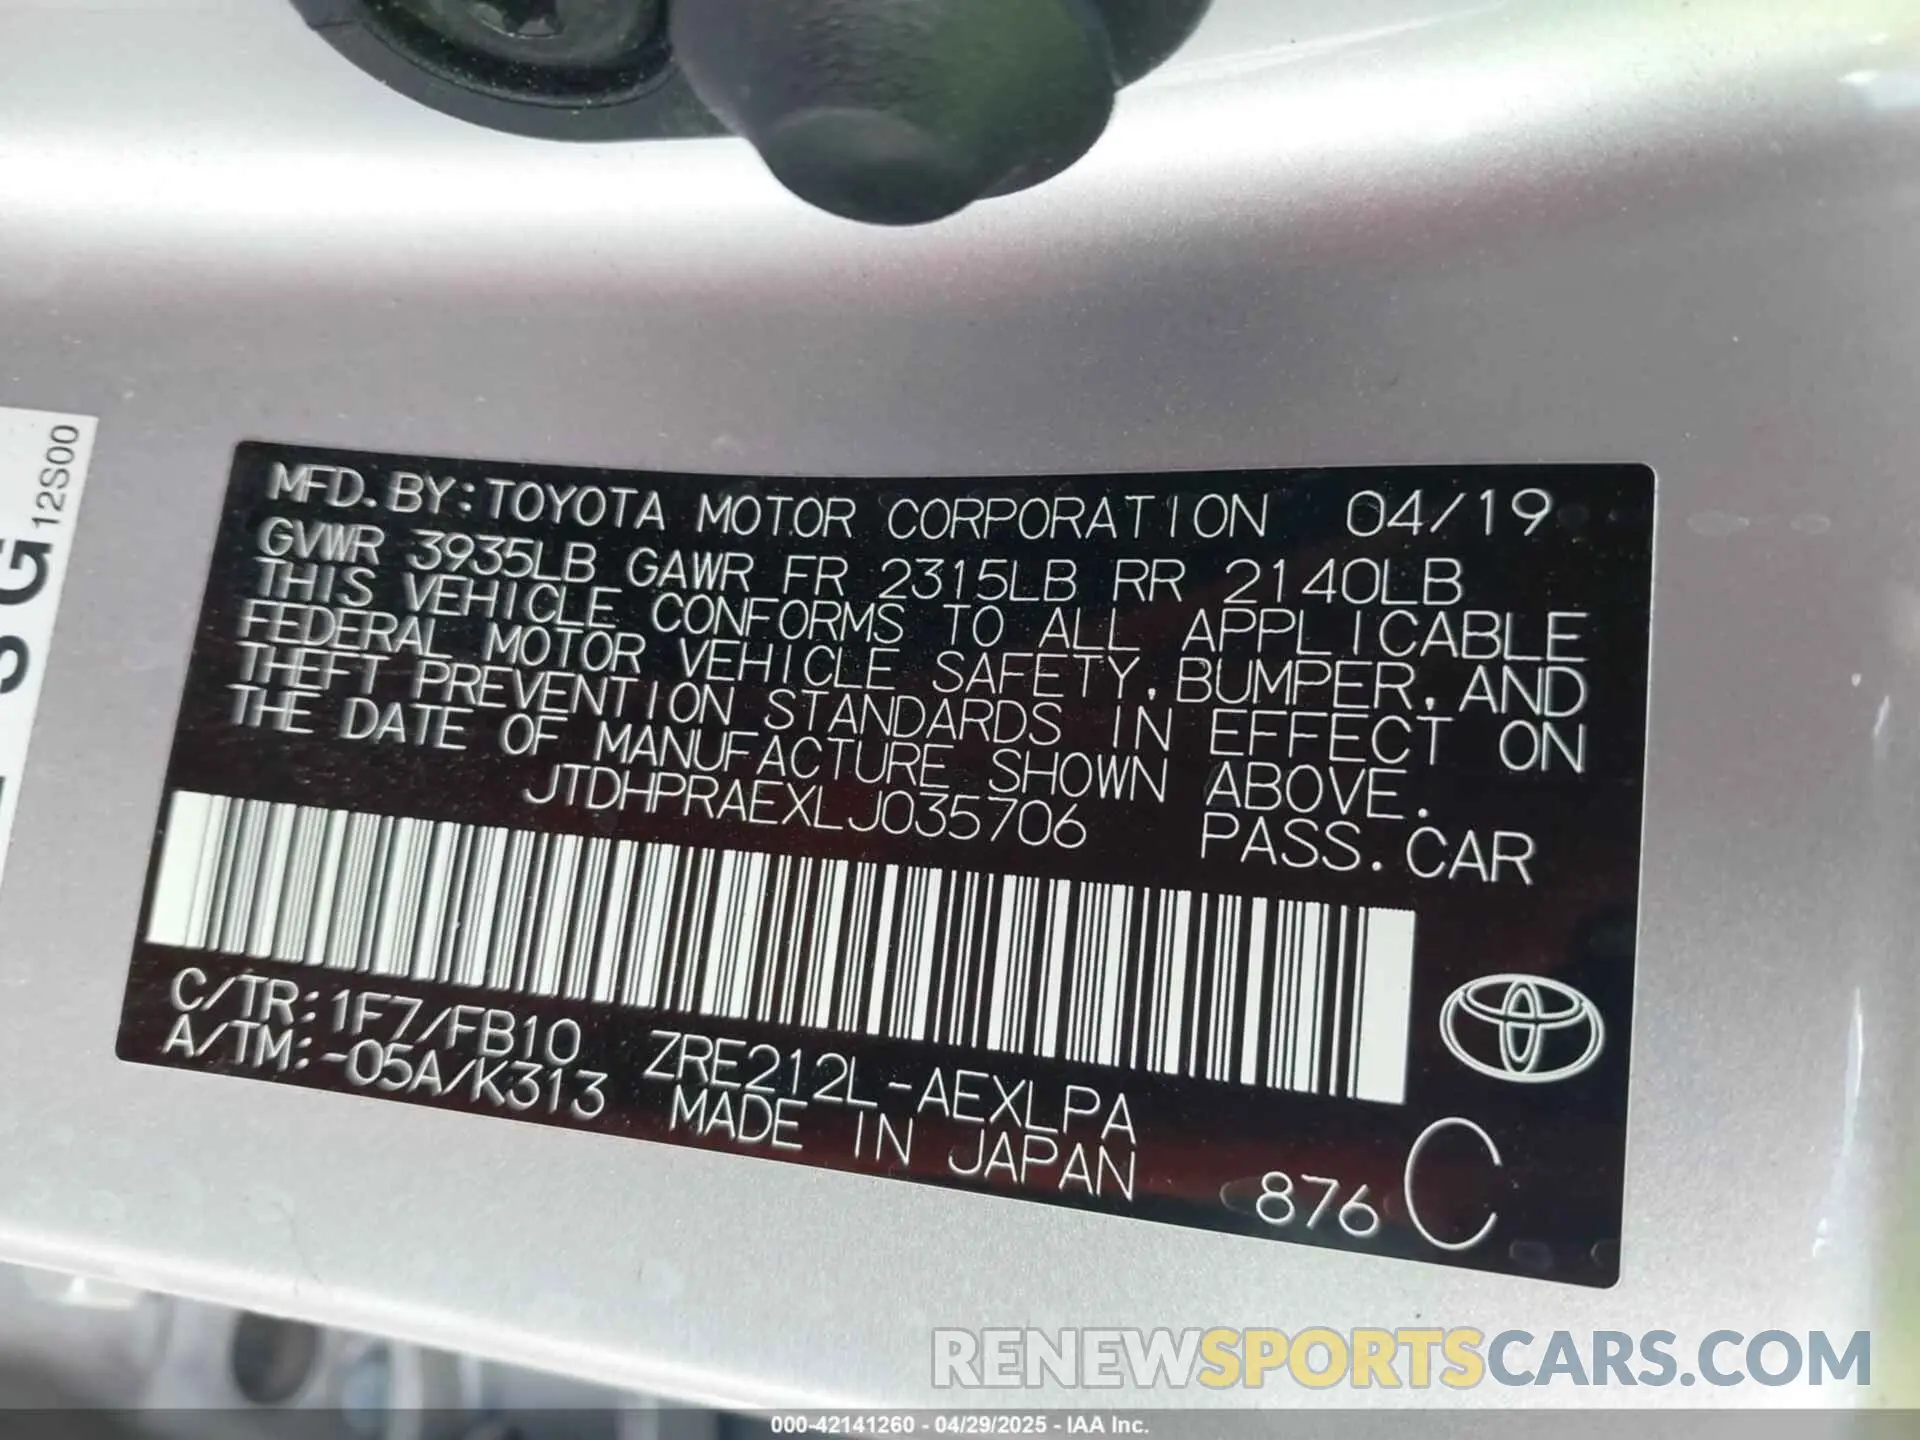 12S00
MFD. BY: TOYOTA MOTOR CORPORATION 04/19
GVWR 3935LB GAWR FR 2315LB RR 2140LB
THIS VEHICLE CONFORMS TO ALL APPLICABLE
FEDERAL MOTOR VEHICLE SAFETY, BUMPER, AND
THEFT PREVENTION STANDARDS IN EFFECT ON
THE DATE OF MANUFACTURE SHOWN ABOVE.
JTDHPRAEXLJ035706 PASS. CAR
C/TR: 1F7/FB10 ZRE212L-AEXLPA
A/TM: -05A/K313 MADE IN JAPAN
876 C
RENEWSPORTSCARS.COM
000-42141260 - 04/29/2025 - IAA Inc.